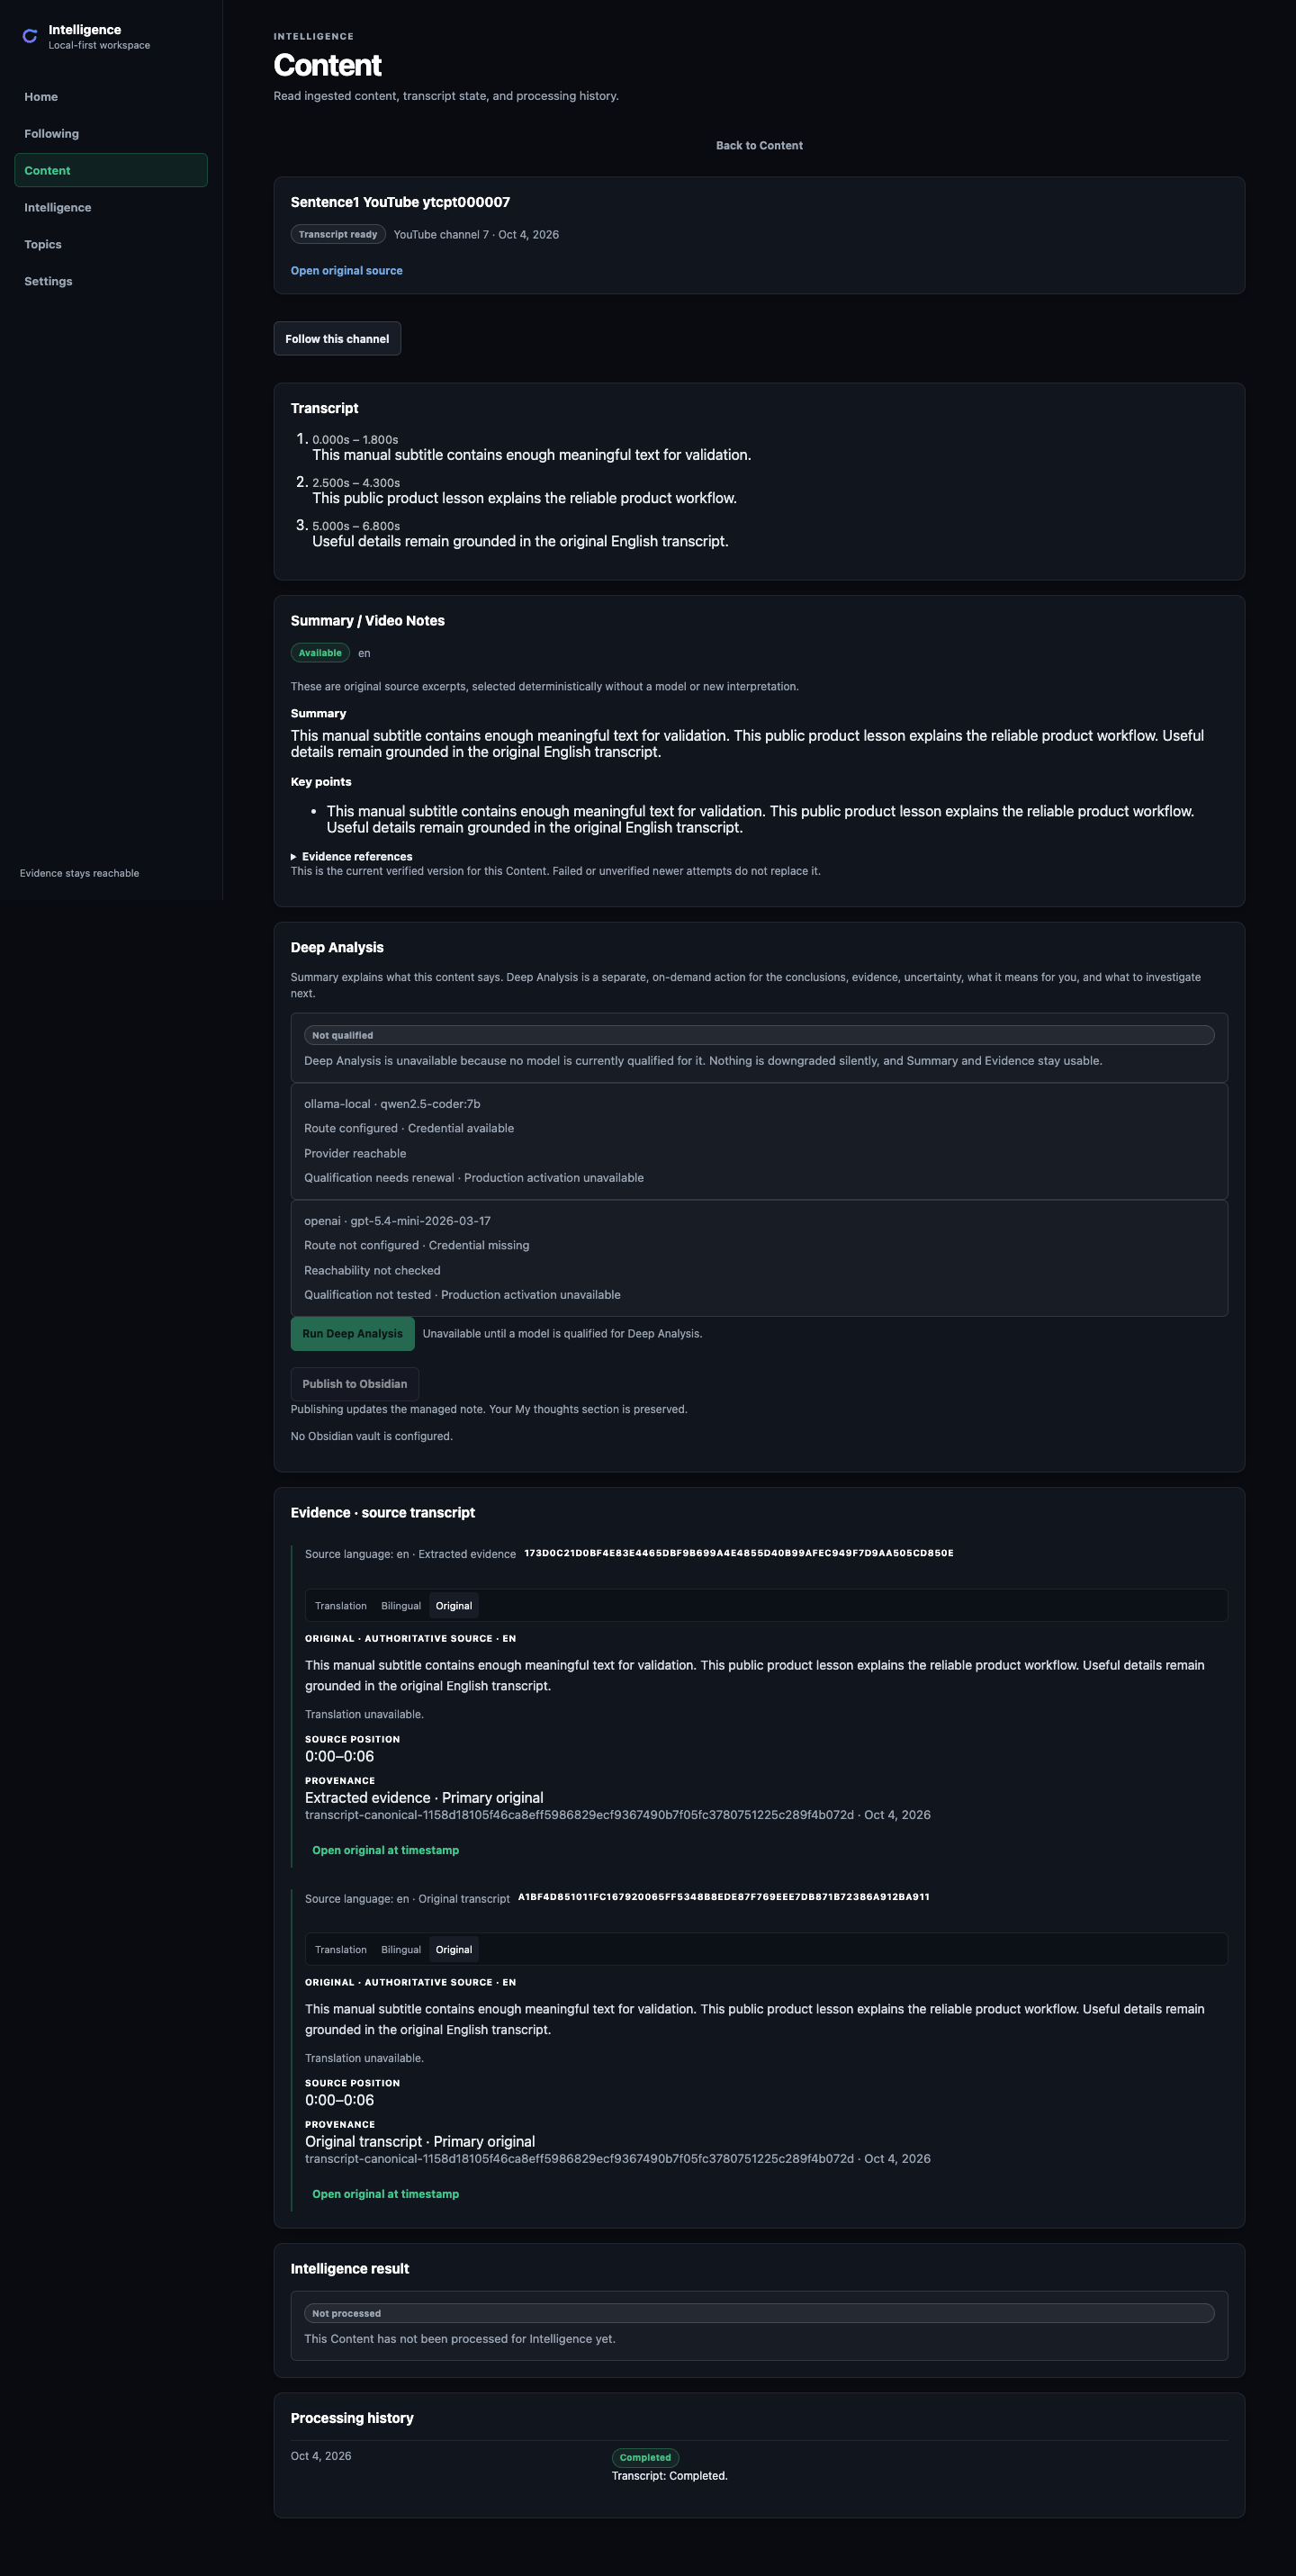 Intelligence
Local-first workspace
Home
Following
Content
Intelligence
Topics
Settings
Evidence stays reachable
INTELLIGENCE
Content
Read ingested content, transcript state, and processing history.
Back to Content
Sentence1 YouTube ytcpt000007
Transcript ready YouTube channel 7 · Oct 4, 2026
Open original source
Follow this channel
Transcript
1. 0.000s – 1.800s
This manual subtitle contains enough meaningful text for validation.
2. 2.500s – 4.300s
This public product lesson explains the reliable product workflow.
3. 5.000s – 6.800s
Useful details remain grounded in the original English transcript.
Summary / Video Notes
Available en
These are original source excerpts, selected deterministically without a model or new interpretation.
Summary
This manual subtitle contains enough meaningful text for validation. This public product lesson explains the reliable product workflow. Useful
details remain grounded in the original English transcript.
Key points
• This manual subtitle contains enough meaningful text for validation. This public product lesson explains the reliable product workflow.
Useful details remain grounded in the original English transcript.
▸ Evidence references
This is the current verified version for this Content. Failed or unverified newer attempts do not replace it.
Deep Analysis
Summary explains what this content says. Deep Analysis is a separate, on-demand action for the conclusions, evidence, uncertainty, what it means for you, and what to investigate
next.
Not qualified
Deep Analysis is unavailable because no model is currently qualified for it. Nothing is downgraded silently, and Summary and Evidence stay usable.
ollama-local · qwen2.5-coder:7b
Route configured · Credential available
Provider reachable
Qualification needs renewal · Production activation unavailable
openai · gpt-5.4-mini-2026-03-17
Route not configured · Credential missing
Reachability not checked
Qualification not tested · Production activation unavailable
Run Deep Analysis Unavailable until a model is qualified for Deep Analysis.
Publish to Obsidian
Publishing updates the managed note. Your My thoughts section is preserved.
No Obsidian vault is configured.
Evidence · source transcript
Source language: en · Extracted evidence 173D0C21D0BF4E83E4465DBF9B699A4E4855D40B99AFEC949F7D9AA505CD850E
Translation Bilingual Original
ORIGINAL · AUTHORITATIVE SOURCE · EN
This manual subtitle contains enough meaningful text for validation. This public product lesson explains the reliable product workflow. Useful details remain
grounded in the original English transcript.
Translation unavailable.
SOURCE POSITION
0:00–0:06
PROVENANCE
Extracted evidence · Primary original
transcript-canonical-1158d18105f46ca8eff5986829ecf9367490b7f05fc3780751225c289f4b072d · Oct 4, 2026
Open original at timestamp
Source language: en · Original transcript A1BF4D851011FC167920065FF5348B8EDE87F769EEE7DB871B72386A912BA911
Translation Bilingual Original
ORIGINAL · AUTHORITATIVE SOURCE · EN
This manual subtitle contains enough meaningful text for validation. This public product lesson explains the reliable product workflow. Useful details remain
grounded in the original English transcript.
Translation unavailable.
SOURCE POSITION
0:00–0:06
PROVENANCE
Original transcript · Primary original
transcript-canonical-1158d18105f46ca8eff5986829ecf9367490b7f05fc3780751225c289f4b072d · Oct 4, 2026
Open original at timestamp
Intelligence result
Not processed
This Content has not been processed for Intelligence yet.
Processing history
Oct 4, 2026 Completed
Transcript: Completed.